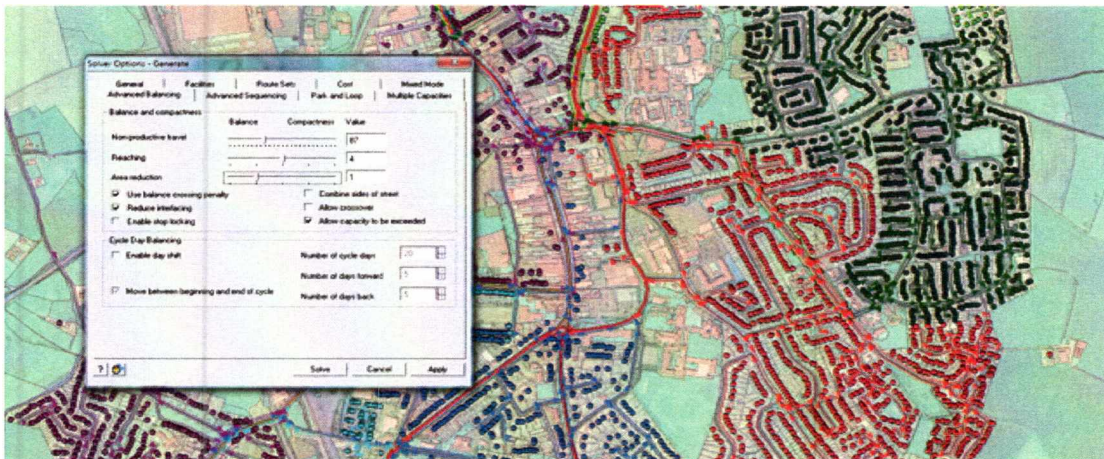 Solver Options - Generate
General Facilities Route Sets Cost Mixed Mode
Advanced Balancing Advanced Sequencing Park and Loop Multiple Capacities
Balance and compactness
Balance Compactness Value
Non-productive travel 87
Reaching 4
Area reduction 1
Use balance crossing penalty Combine sides of street
Reduce interlacing Allow crossover
Enable stop locking Allow capacity to be exceeded
Cycle Day Balancing
Enable day shift Number of cycle days 20
Number of days forward 5
Move between beginning and end of cycle Number of days back 5
? Solve Cancel Apply